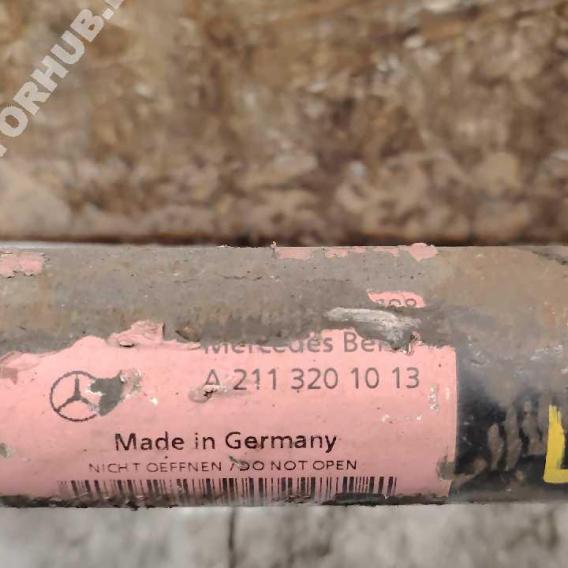 Mercedes Benz
A 211 320 10 13
Made in Germany
NICHT OEFFNEN / DO NOT OPEN